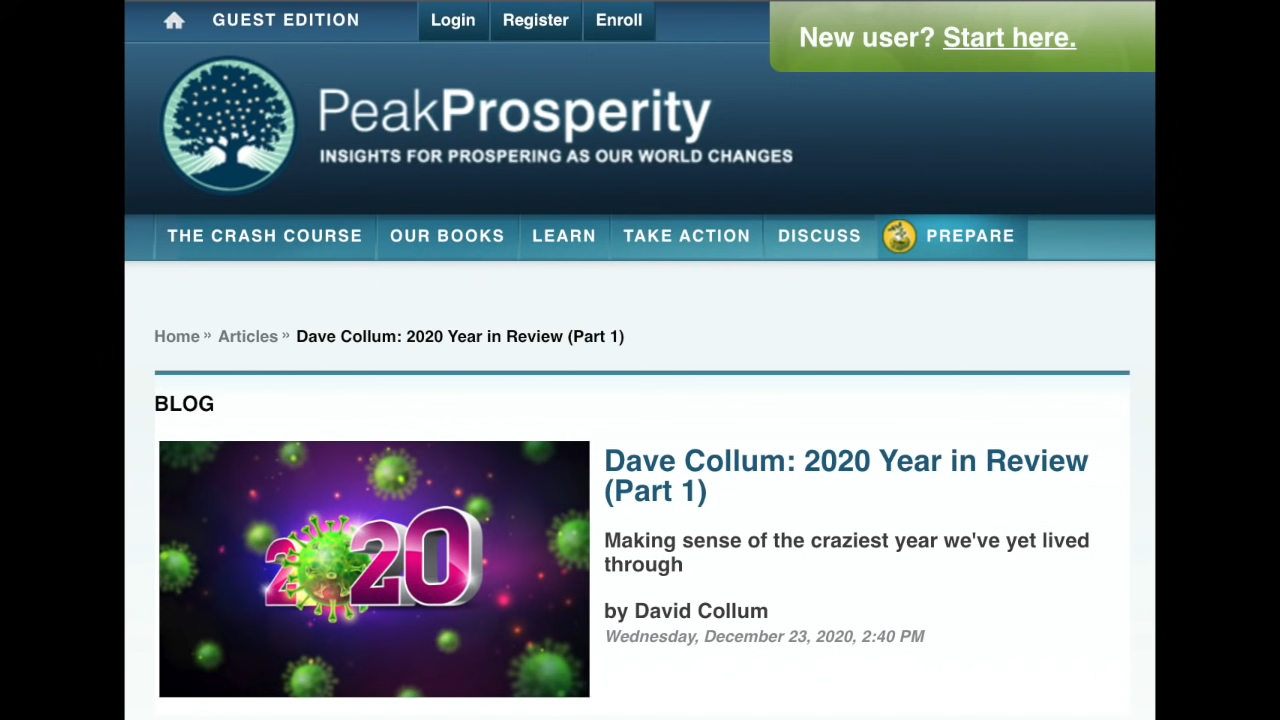 GUEST EDITION Login Register Enroll
New user? Start here.
PeakProsperity
INSIGHTS FOR PROSPERING AS OUR WORLD CHANGES
THE CRASH COURSE OUR BOOKS LEARN TAKE ACTION DISCUSS PREPARE
Home » Articles » Dave Collum: 2020 Year in Review (Part 1)
BLOG
2020
Dave Collum: 2020 Year in Review
(Part 1)
Making sense of the craziest year we've yet lived
through
by David Collum
Wednesday, December 23, 2020, 2:40 PM